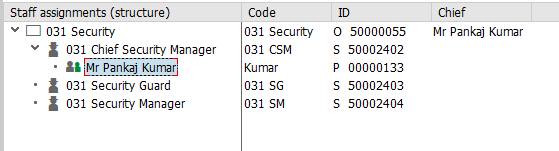 Staff assignments (structure) Code ID Chief
031 Security 031 Security O 50000055 Mr Pankaj Kumar
031 Chief Security Manager 031 CSM S 50002402
Mr Pankaj Kumar Kumar P 00000133
031 Security Guard 031 SG S 50002403
031 Security Manager 031 SM S 50002404